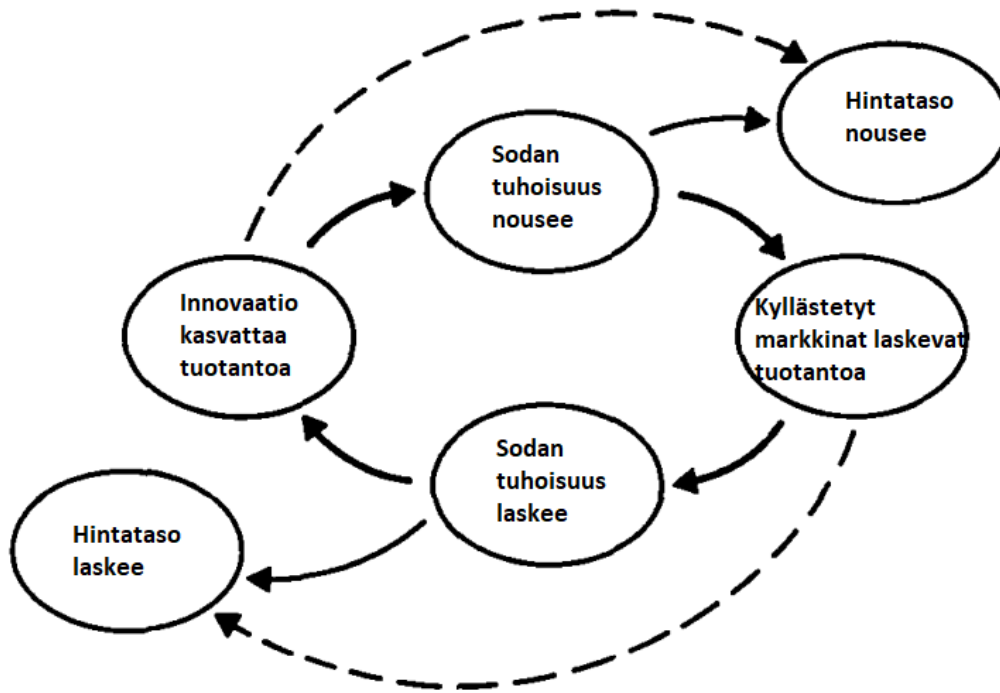 Hintataso
nousee
Sodan
tuhoisuus
nousee
Innovaatio
kasvattaa
tuotantoa
Kyllästetyt
markkinat laskevat
tuotantoa
Sodan
tuhoisuus
laskee
Hintataso
laskee